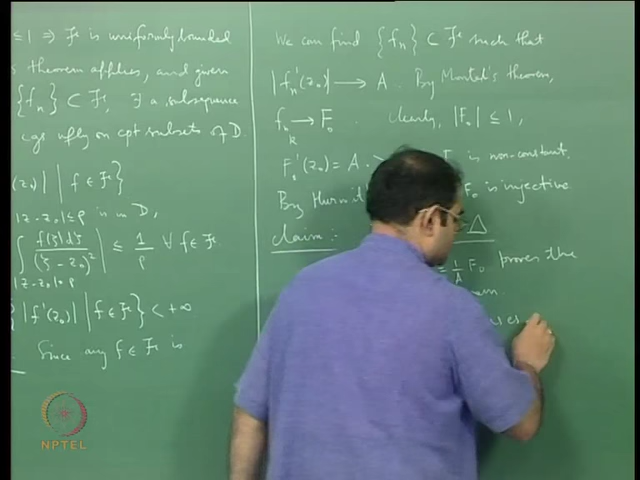 ≤ 1 ⇒ ℱ is uniformly bounded
s theorem applies, and given
{fₙ} ⊂ ℱ, ∃ a subsequence
cgs ufly on cpt subsets of D.
(z₀)| | f ∈ ℱ}
|z - z₀| ≤ ρ is in D,
∫ f(ζ)dζ / (ζ - z₀)² | ≤ 1/ρ ∀ f ∈ ℱ.
|z - z₀| = ρ
{ |f'(z₀)| | f ∈ ℱ } < +∞
Since any f ∈ ℱ is
We can find {fₙ} ⊂ ℱ such that
|fₙ'(z₀)| → A. By Montel's theorem,
fₙₖ → F₀. Clearly, |F₀| ≤ 1,
F₀'(z₀) = A. > is non-constant.
By Hurwit F₀ is injective
Claim: = Δ
= 1/A F₀ proves the
NPTEL